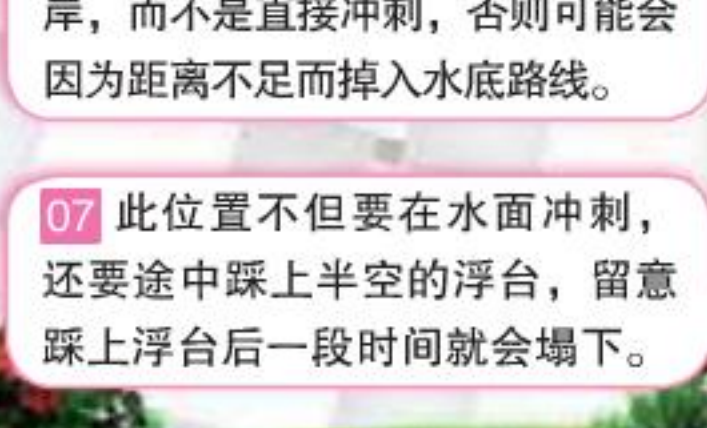 岸，而不是直接冲刺，否则可能会
因为距离不足而掉入水底路线。
07 此位置不但要在水面冲刺，
还要途中踩上半空的浮台，留意
踩上浮台后一段时间就会塌下。